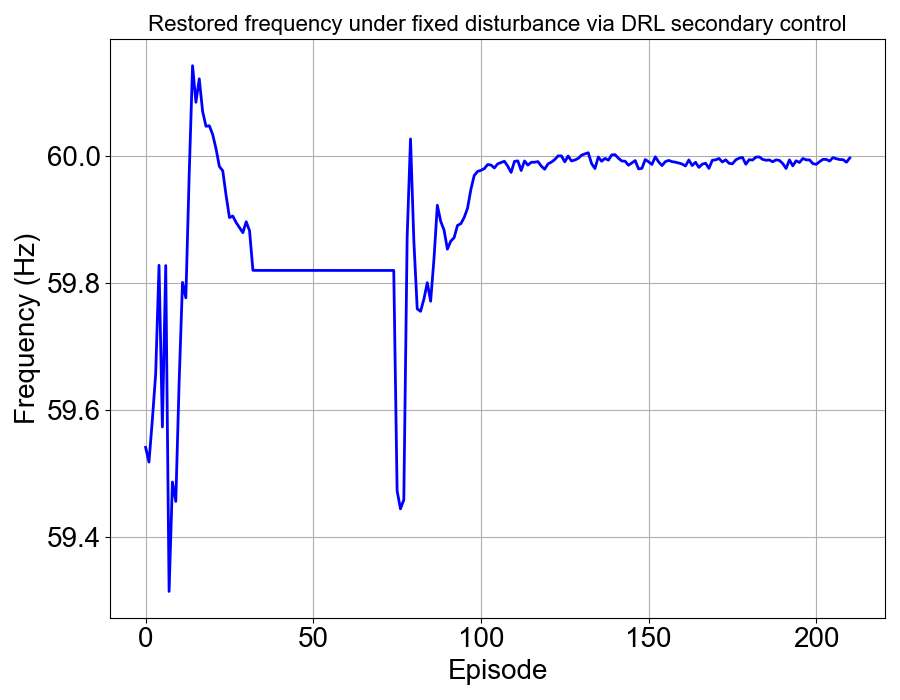 Restored frequency under fixed disturbance via DRL secondary control
60.0
59.8
59.6
59.4
Frequency (Hz)
0 50 100 150 200
Episode